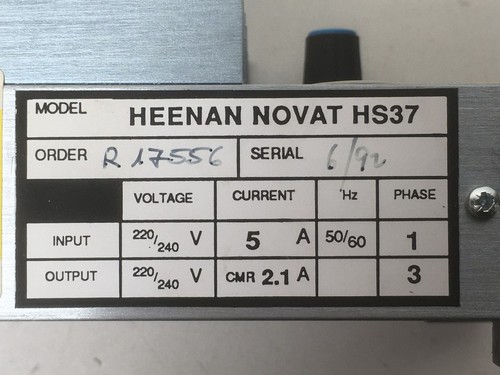 MODEL HEENAN NOVAT HS37
ORDER R 17556 SERIAL 6/92
VOLTAGE CURRENT Hz PHASE
INPUT 220/240 V 5 A 50/60 1
OUTPUT 220/240 V CMR 2.1 A 3